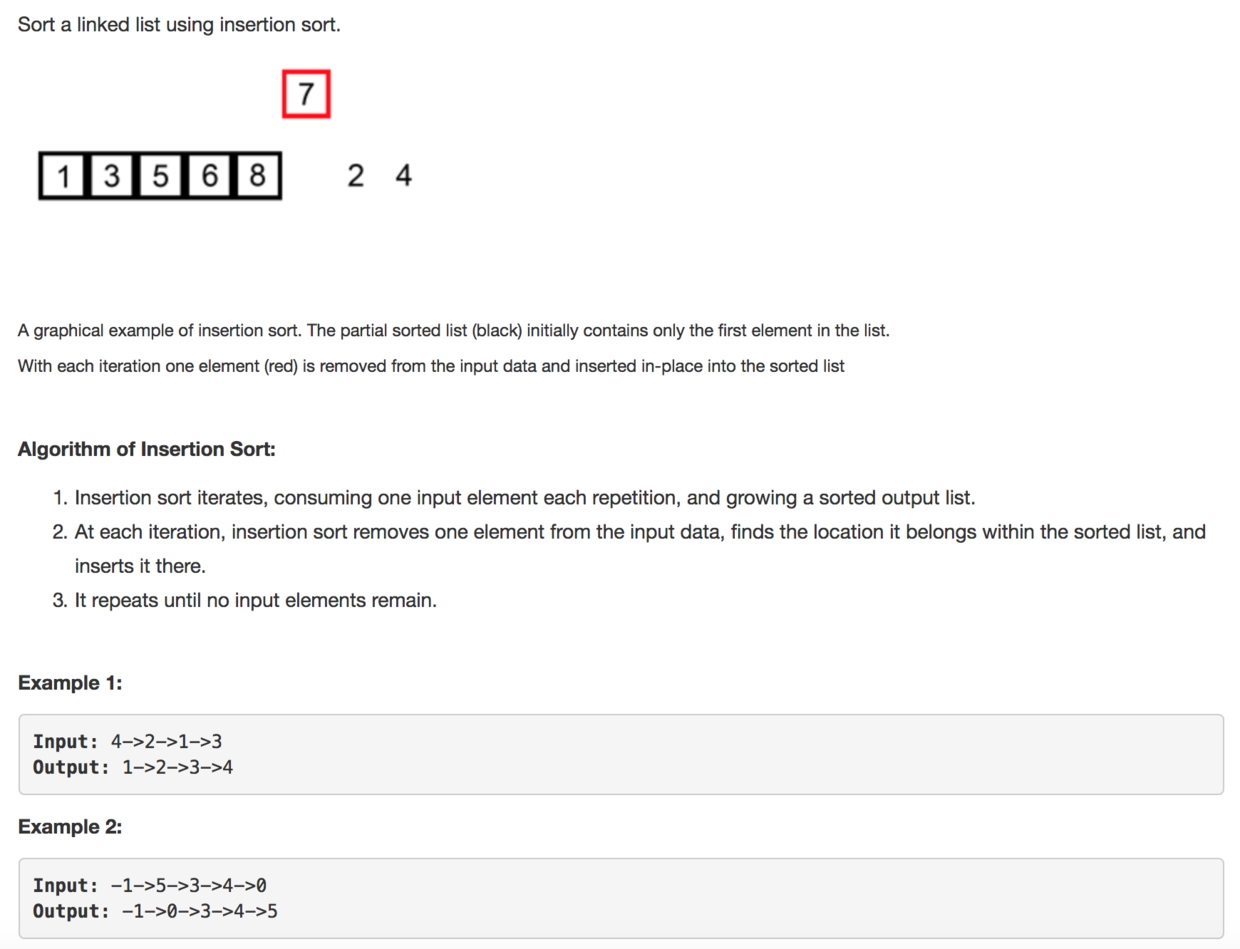 Sort a linked list using insertion sort.
7
1 3 5 6 8 2 4
A graphical example of insertion sort. The partial sorted list (black) initially contains only the first element in the list.
With each iteration one element (red) is removed from the input data and inserted in-place into the sorted list
Algorithm of Insertion Sort:
1. Insertion sort iterates, consuming one input element each repetition, and growing a sorted output list.
2. At each iteration, insertion sort removes one element from the input data, finds the location it belongs within the sorted list, and
inserts it there.
3. It repeats until no input elements remain.
Example 1:
Input: 4->2->1->3
Output: 1->2->3->4
Example 2:
Input: -1->5->3->4->0
Output: -1->0->3->4->5